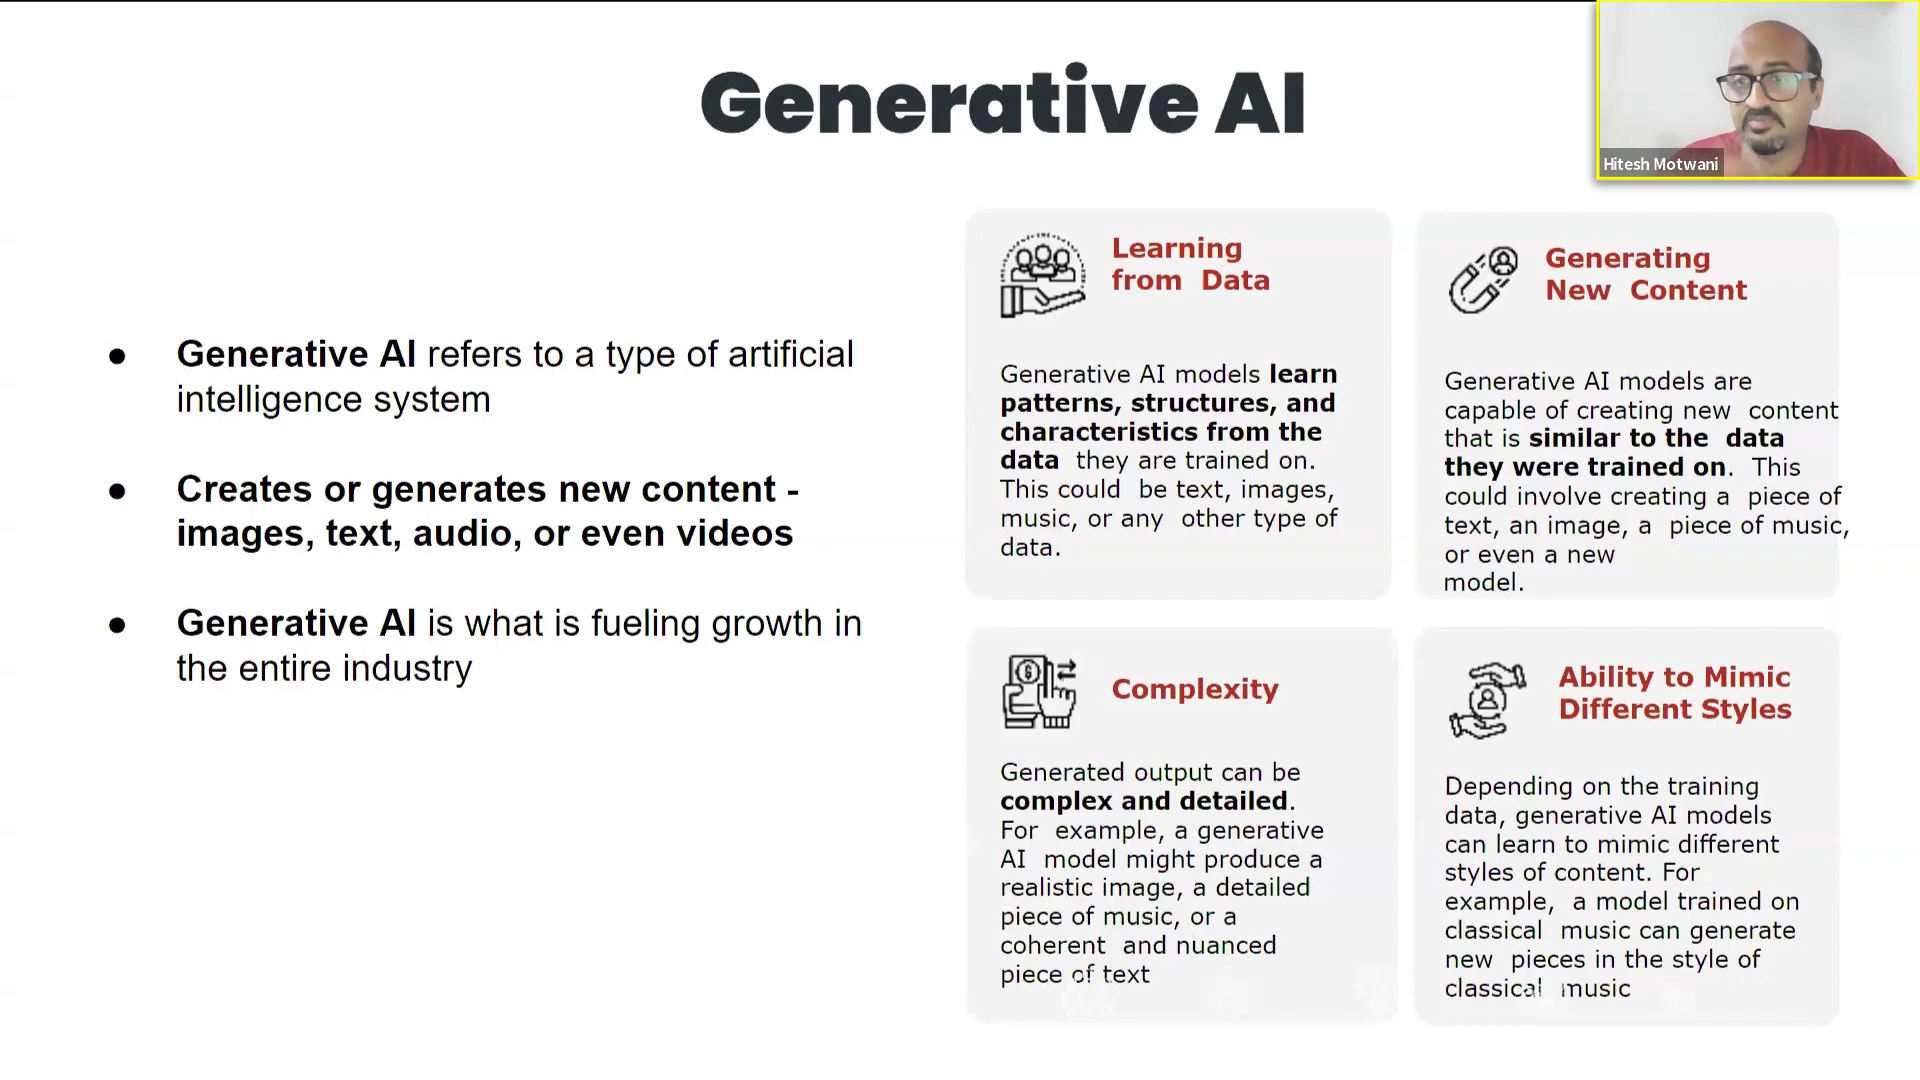 Generative AI
Hitesh Motwani
● Generative AI refers to a type of artificial
intelligence system
● Creates or generates new content -
images, text, audio, or even videos
● Generative AI is what is fueling growth in
the entire industry
Learning
from Data
Generative AI models learn
patterns, structures, and
characteristics from the
data they are trained on.
This could be text, images,
music, or any other type of
data.
Generating
New Content
Generative AI models are
capable of creating new content
that is similar to the data
they were trained on. This
could involve creating a piece of
text, an image, a piece of music,
or even a new
model.
Complexity
Generated output can be
complex and detailed.
For example, a generative
AI model might produce a
realistic image, a detailed
piece of music, or a
coherent and nuanced
piece of text
Ability to Mimic
Different Styles
Depending on the training
data, generative AI models
can learn to mimic different
styles of content. For
example, a model trained on
classical music can generate
new pieces in the style of
classical music